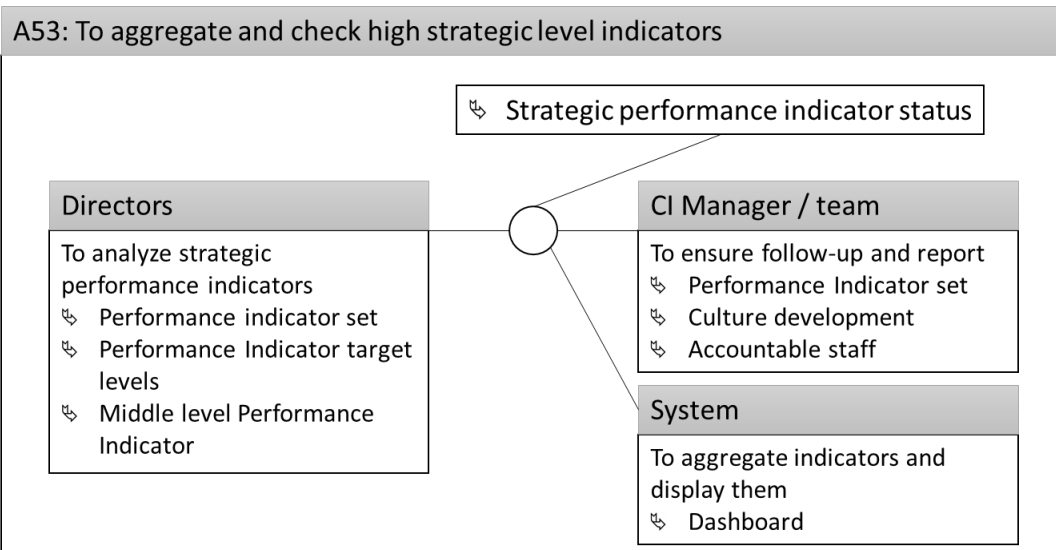 A53: To aggregate and check high strategic level indicators
Strategic performance indicator status
Directors
To analyze strategic
performance indicators
Performance indicator set
Performance Indicator target
levels
Middle level Performance
Indicator
CI Manager / team
To ensure follow-up and report
Performance Indicator set
Culture development
Accountable staff
System
To aggregate indicators and
display them
Dashboard